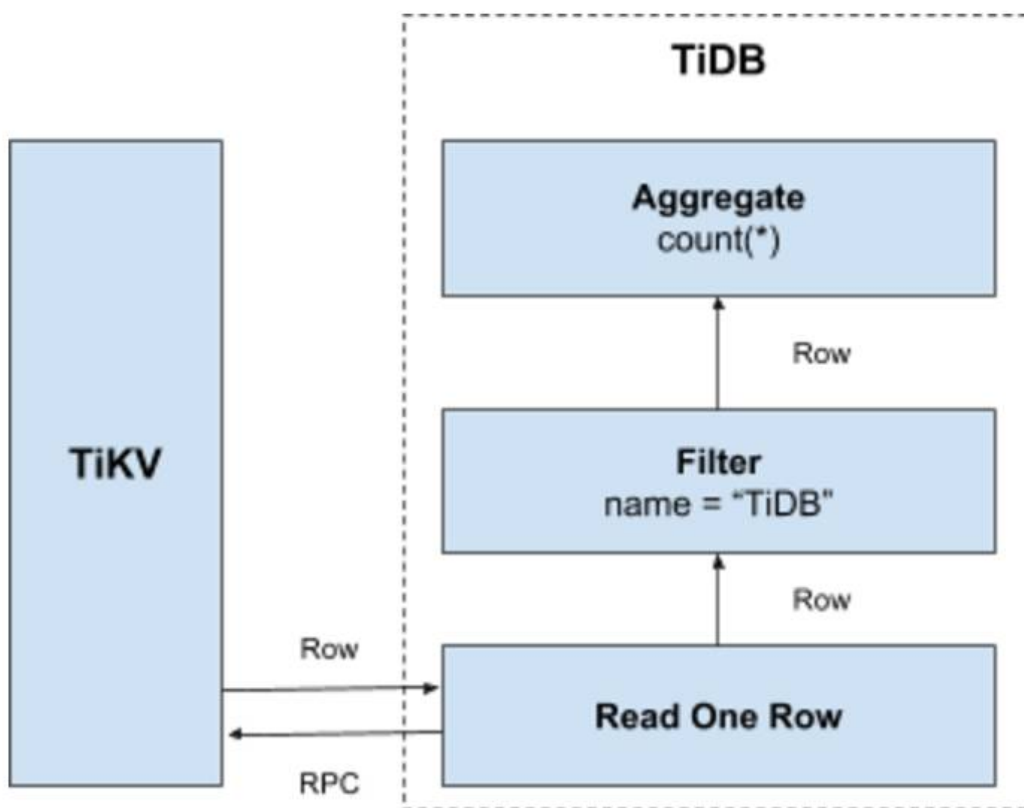 TiDB
Aggregate
count(*)
Row
TiKV
Filter
name = “TiDB”
Row
Row
Read One Row
RPC